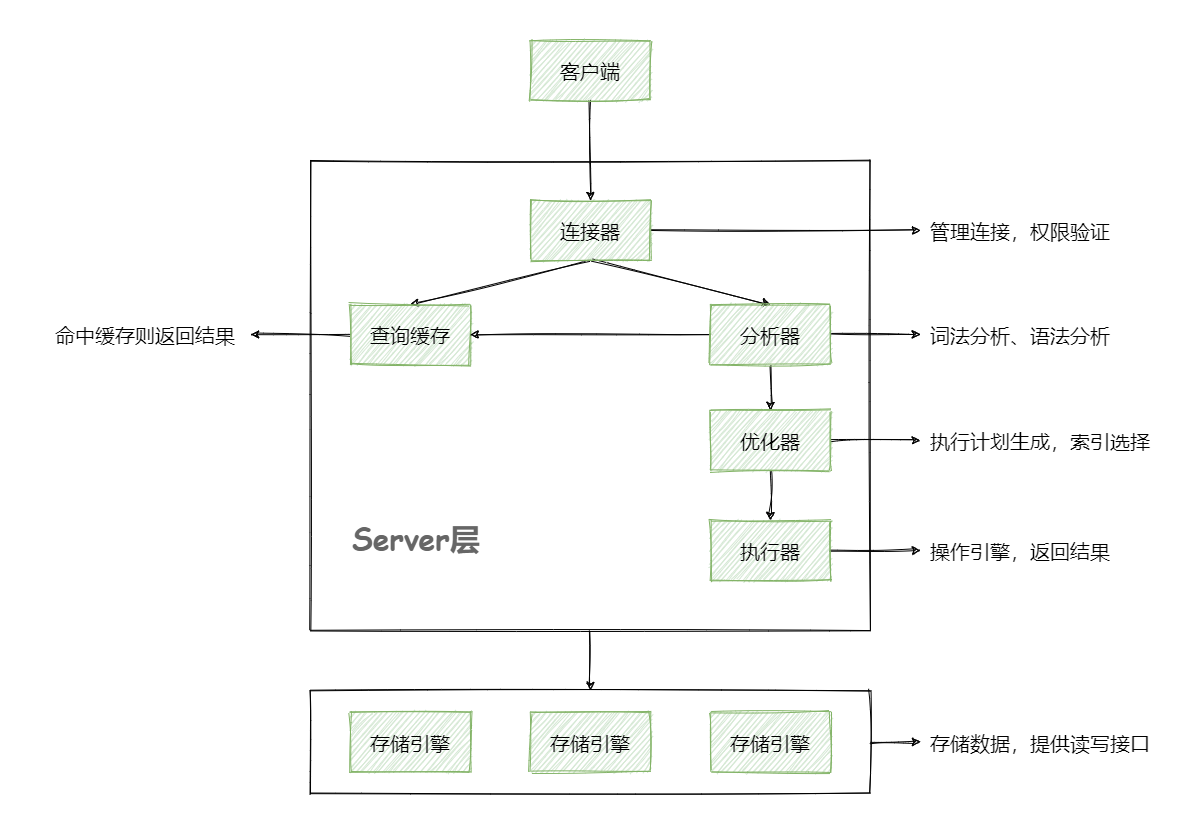 客户端
连接器
管理连接，权限验证
命中缓存则返回结果
查询缓存
分析器
词法分析、语法分析
优化器
执行计划生成，索引选择
Server层
执行器
操作引擎，返回结果
存储引擎
存储引擎
存储引擎
存储数据，提供读写接口